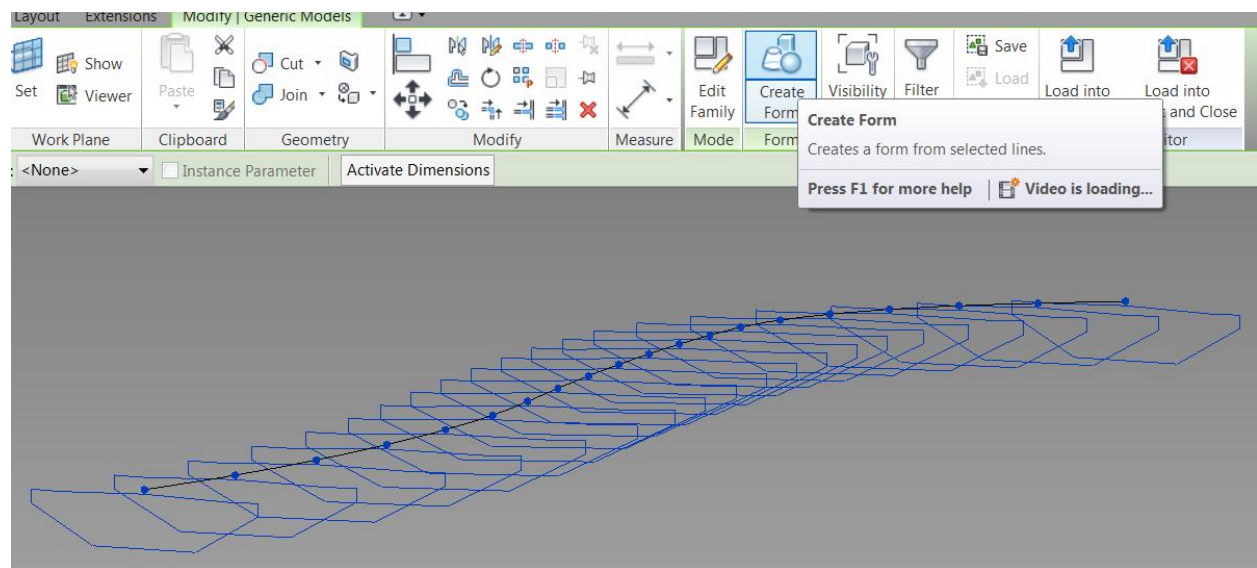 Layout Extensions Modify | Generic Models
Show Cut Save
Set Viewer Paste Join Edit Create Visibility Filter Load Load into Load into
Family Form and Close
Create Form
Work Plane Clipboard Geometry Modify Measure Mode Form itor
Creates a form from selected lines.
<None> Instance Parameter Activate Dimensions
Press F1 for more help Video is loading...